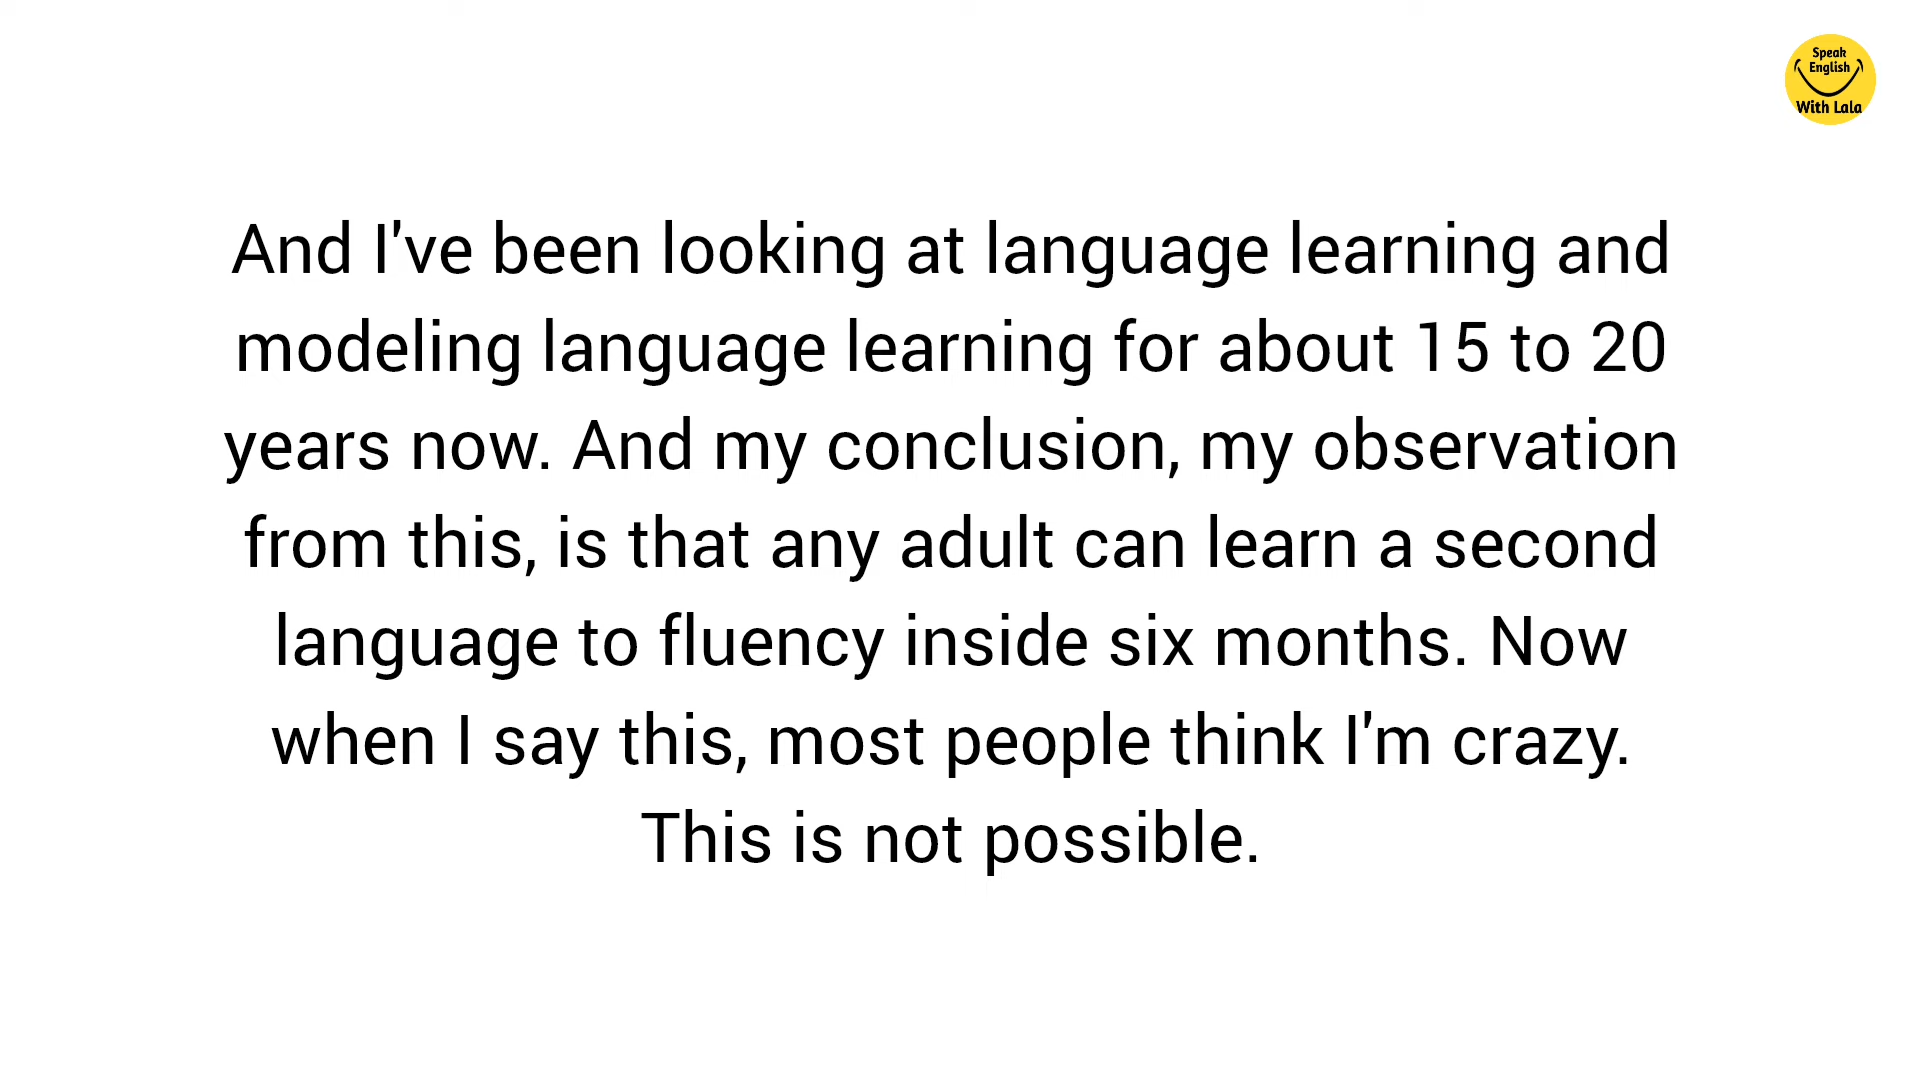 Speak
English
With Lala
And I've been looking at language learning and
modeling language learning for about 15 to 20
years now. And my conclusion, my observation
from this, is that any adult can learn a second
language to fluency inside six months. Now
when I say this, most people think I'm crazy.
This is not possible.